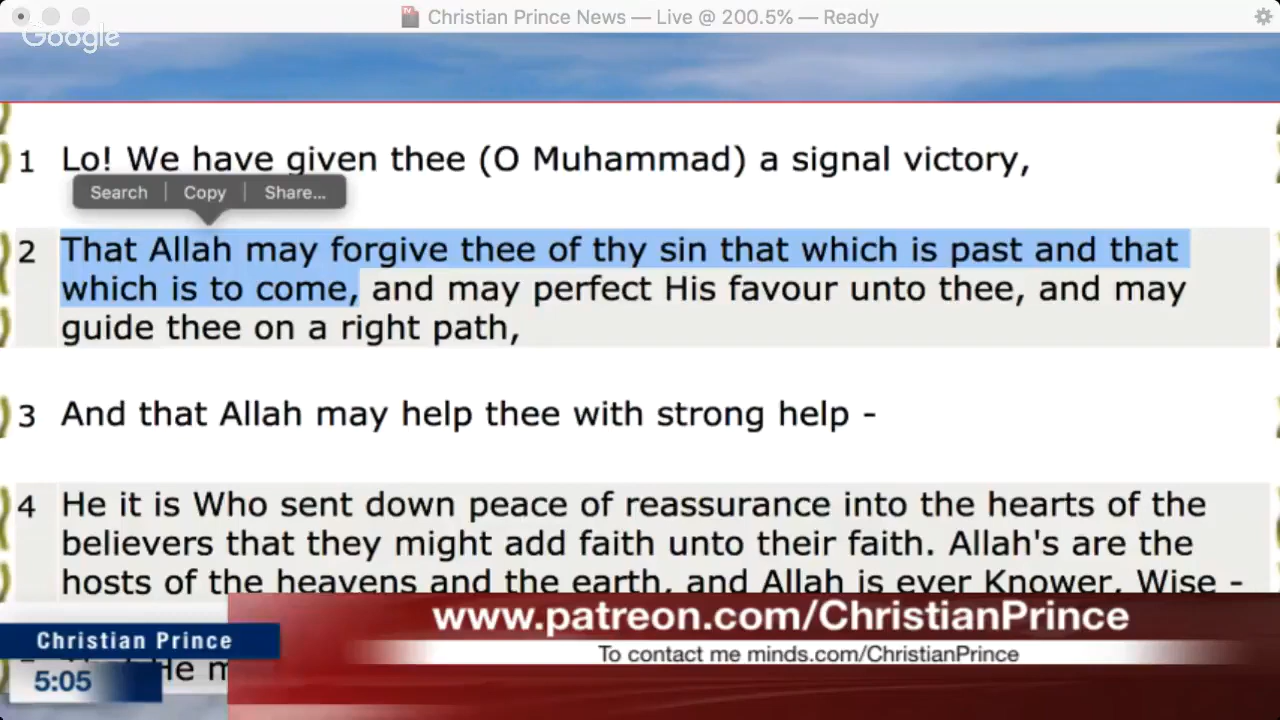 Christian Prince News — Live @ 200.5% — Ready
Google
1 Lo! We have given thee (O Muhammad) a signal victory,
Search | Copy | Share...
2 That Allah may forgive thee of thy sin that which is past and that
which is to come, and may perfect His favour unto thee, and may
guide thee on a right path,
3 And that Allah may help thee with strong help -
4 He it is Who sent down peace of reassurance into the hearts of the
believers that they might add faith unto their faith. Allah's are the
hosts of the heavens and the earth, and Allah is ever Knower, Wise -
www.patreon.com/ChristianPrince
Christian Prince
To contact me minds.com/ChristianPrince
He
5:05